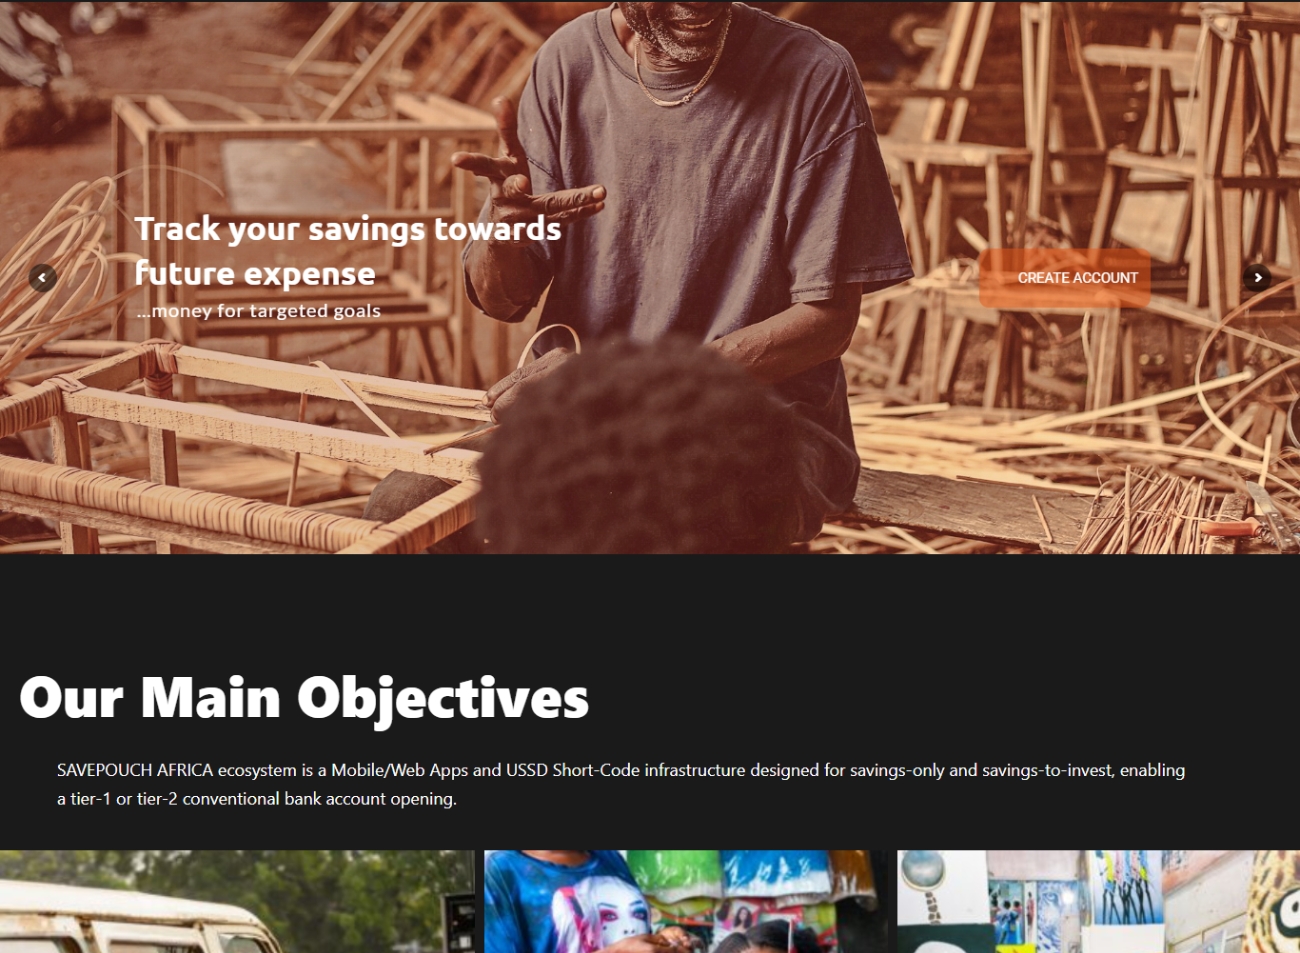 Track your savings towards
future expense
...money for targeted goals
CREATE ACCOUNT
Our Main Objectives
SAVEPOUCH AFRICA ecosystem is a Mobile/Web Apps and USSD Short-Code infrastructure designed for savings-only and savings-to-invest, enabling
a tier-1 or tier-2 conventional bank account opening.